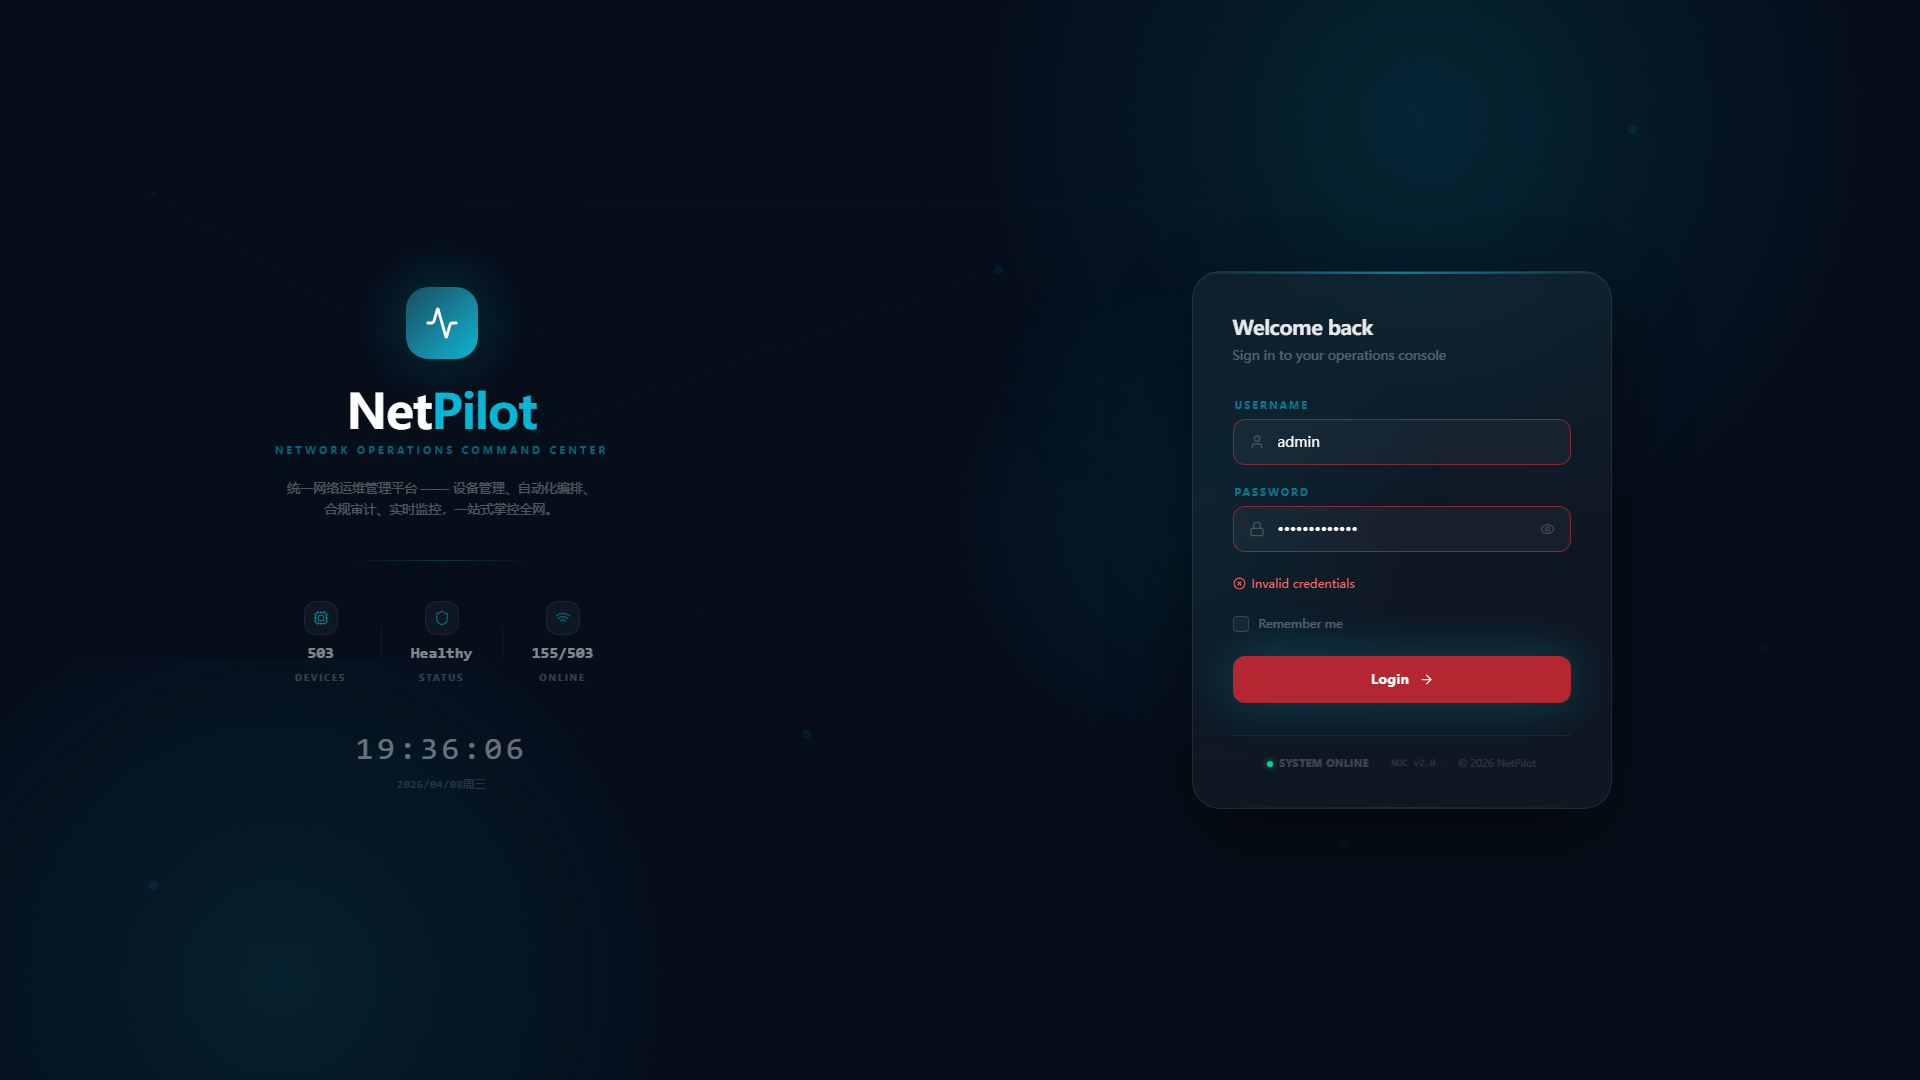 NetPilot
NETWORK OPERATIONS COMMAND CENTER
统一网络运维管理平台 —— 设备管理、自动化编排、
合规审计、实时监控，一站式掌控全网。
503
DEVICES
Healthy
STATUS
155/503
ONLINE
19:36:06
2026/04/08周三
Welcome back
Sign in to your operations console
USERNAME
admin
PASSWORD
•••••••••••••
Invalid credentials
Remember me
Login →
SYSTEM ONLINE · NOC v2.0 · © 2026 NetPilot